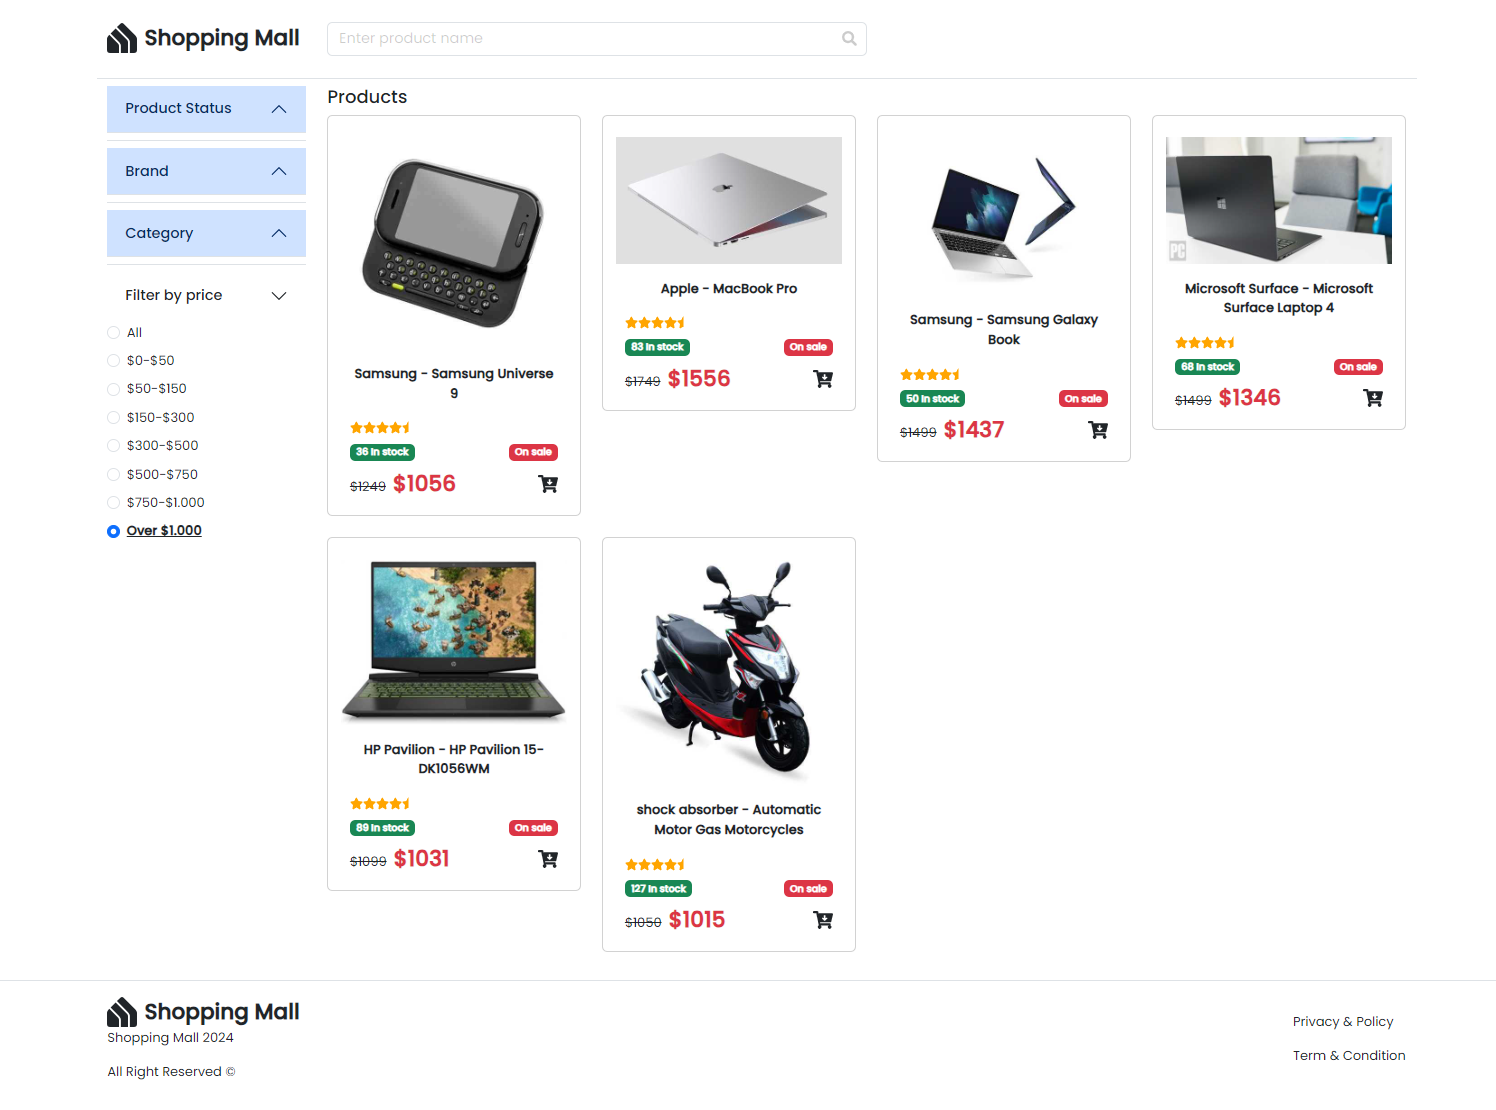 Shopping Mall
Enter product name
Product Status
Brand
Category
Filter by price
All
$0-$50
$50-$150
$150-$300
$300-$500
$500-$750
$750-$1.000
Over $1.000
Products
Samsung - Samsung Universe
9
36 In stock
On sale
$1249 $1056
Apple - MacBook Pro
83 In stock
On sale
$1749 $1556
Samsung - Samsung Galaxy
Book
50 In stock
On sale
$1499 $1437
PC
Microsoft Surface - Microsoft
Surface Laptop 4
68 In stock
On sale
$1499 $1346
HP Pavilion - HP Pavilion 15-
DK1056WM
89 In stock
On sale
$1099 $1031
shock absorber - Automatic
Motor Gas Motorcycles
127 In stock
On sale
$1050 $1015
Shopping Mall
Shopping Mall 2024
All Right Reserved ©
Privacy & Policy
Term & Condition